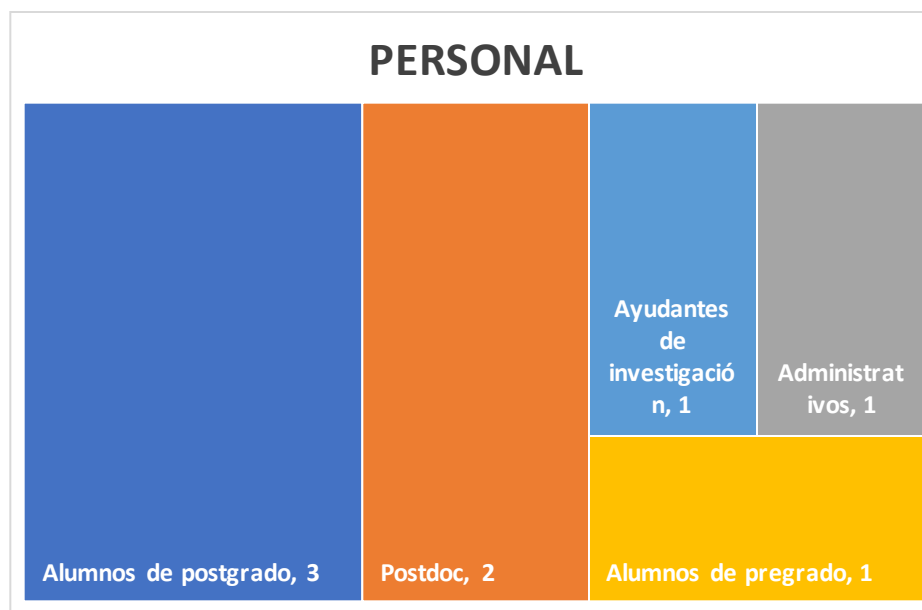 PERSONAL
Ayudantes
de
investigació
n, 1
Administrat
ivos, 1
Alumnos de postgrado, 3
Postdoc, 2
Alumnos de pregrado, 1